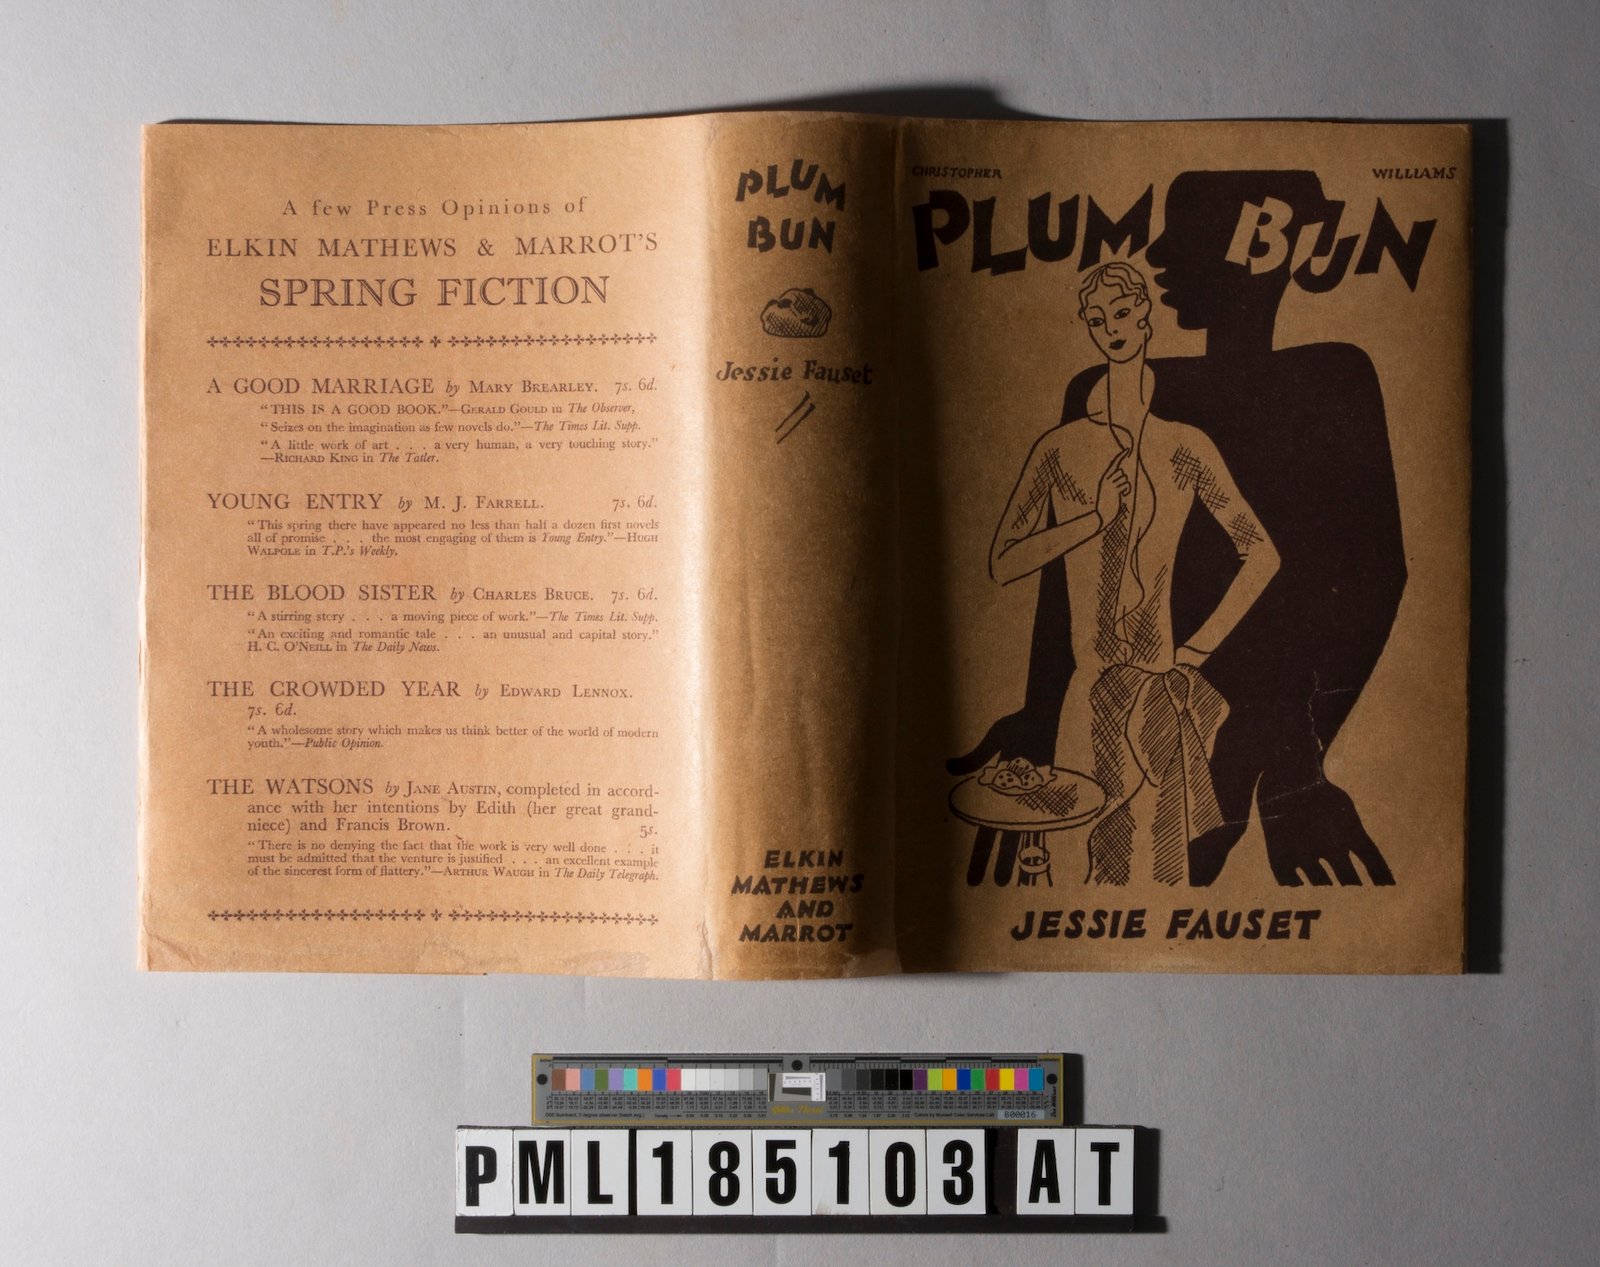 A few Press Opinions of
ELKIN MATHEWS & MARROT'S
SPRING FICTION
A GOOD MARRIAGE by MARY BREARLEY. 7s. 6d.
"THIS IS A GOOD BOOK."—GERALD GOULD in The Observer,
"Seizes on the imagination as few novels do."—The Times Lit. Supp.
"A little work of art . . . a very human, a very touching story."
—RICHARD KING in The Tatler.
YOUNG ENTRY by M. J. FARRELL. 7s. 6d.
"This spring there have appeared no less than half a dozen first novels
all of promise . . . the most engaging of them is Young Entry."—HUGH
WALPOLE in T.P.'s Weekly.
THE BLOOD SISTER by CHARLES BRUCE. 7s. 6d.
"A stirring story . . . a moving piece of work."—The Times Lit. Supp.
"An exciting and romantic tale . . . an unusual and capital story."
H. C. O'NEILL in The Daily News.
THE CROWDED YEAR by EDWARD LENNOX.
7s. 6d.
"A wholesome story which makes us think better of the world of modern
youth."—Public Opinion.
THE WATSONS by JANE AUSTIN, completed in accord-
ance with her intentions by Edith (her great grand-
niece) and Francis Brown. 5s.
"There is no denying the fact that the work is very well done . . . it
must be admitted that the venture is justified . . . an excellent example
of the sincerest form of flattery."—ARTHUR WAUGH in The Daily Telegraph.
PLUM
BUN
Jessie Fauset
ELKIN
MATHEWS
AND
MARROT
CHRISTOPHER WILLIAMS
PLUM BUN
JESSIE FAUSET
800016
PML 185103 AT